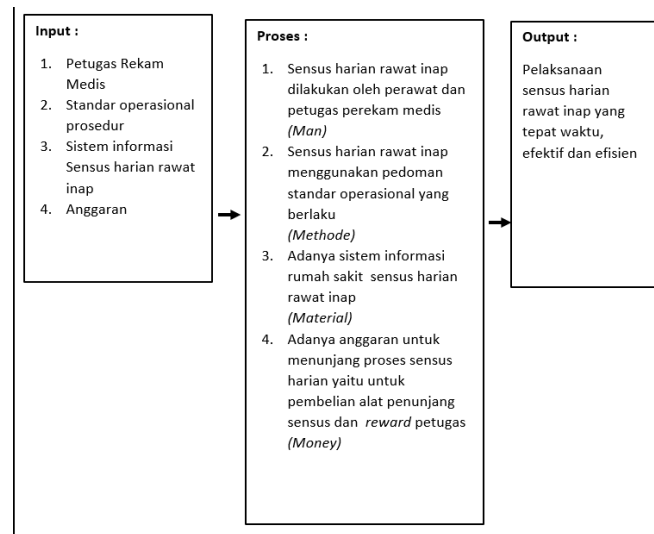 Input :
1. Petugas Rekam
Medis
2. Standar operasional
prosedur
3. Sistem informasi
Sensus harian rawat
inap
4. Anggaran
Proses :
1. Sensus harian rawat inap
dilakukan oleh perawat dan
petugas perekam medis
(Man)
2. Sensus harian rawat inap
menggunakan pedoman
standar operasional yang
berlaku
(Methode)
3. Adanya sistem informasi
rumah sakit sensus harian
rawat inap
(Material)
4. Adanya anggaran untuk
menunjang proses sensus
harian yaitu untuk
pembelian alat penunjang
sensus dan reward petugas
(Money)
Output :
Pelaksanaan
sensus harian
rawat inap yang
tepat waktu,
efektif dan efisien